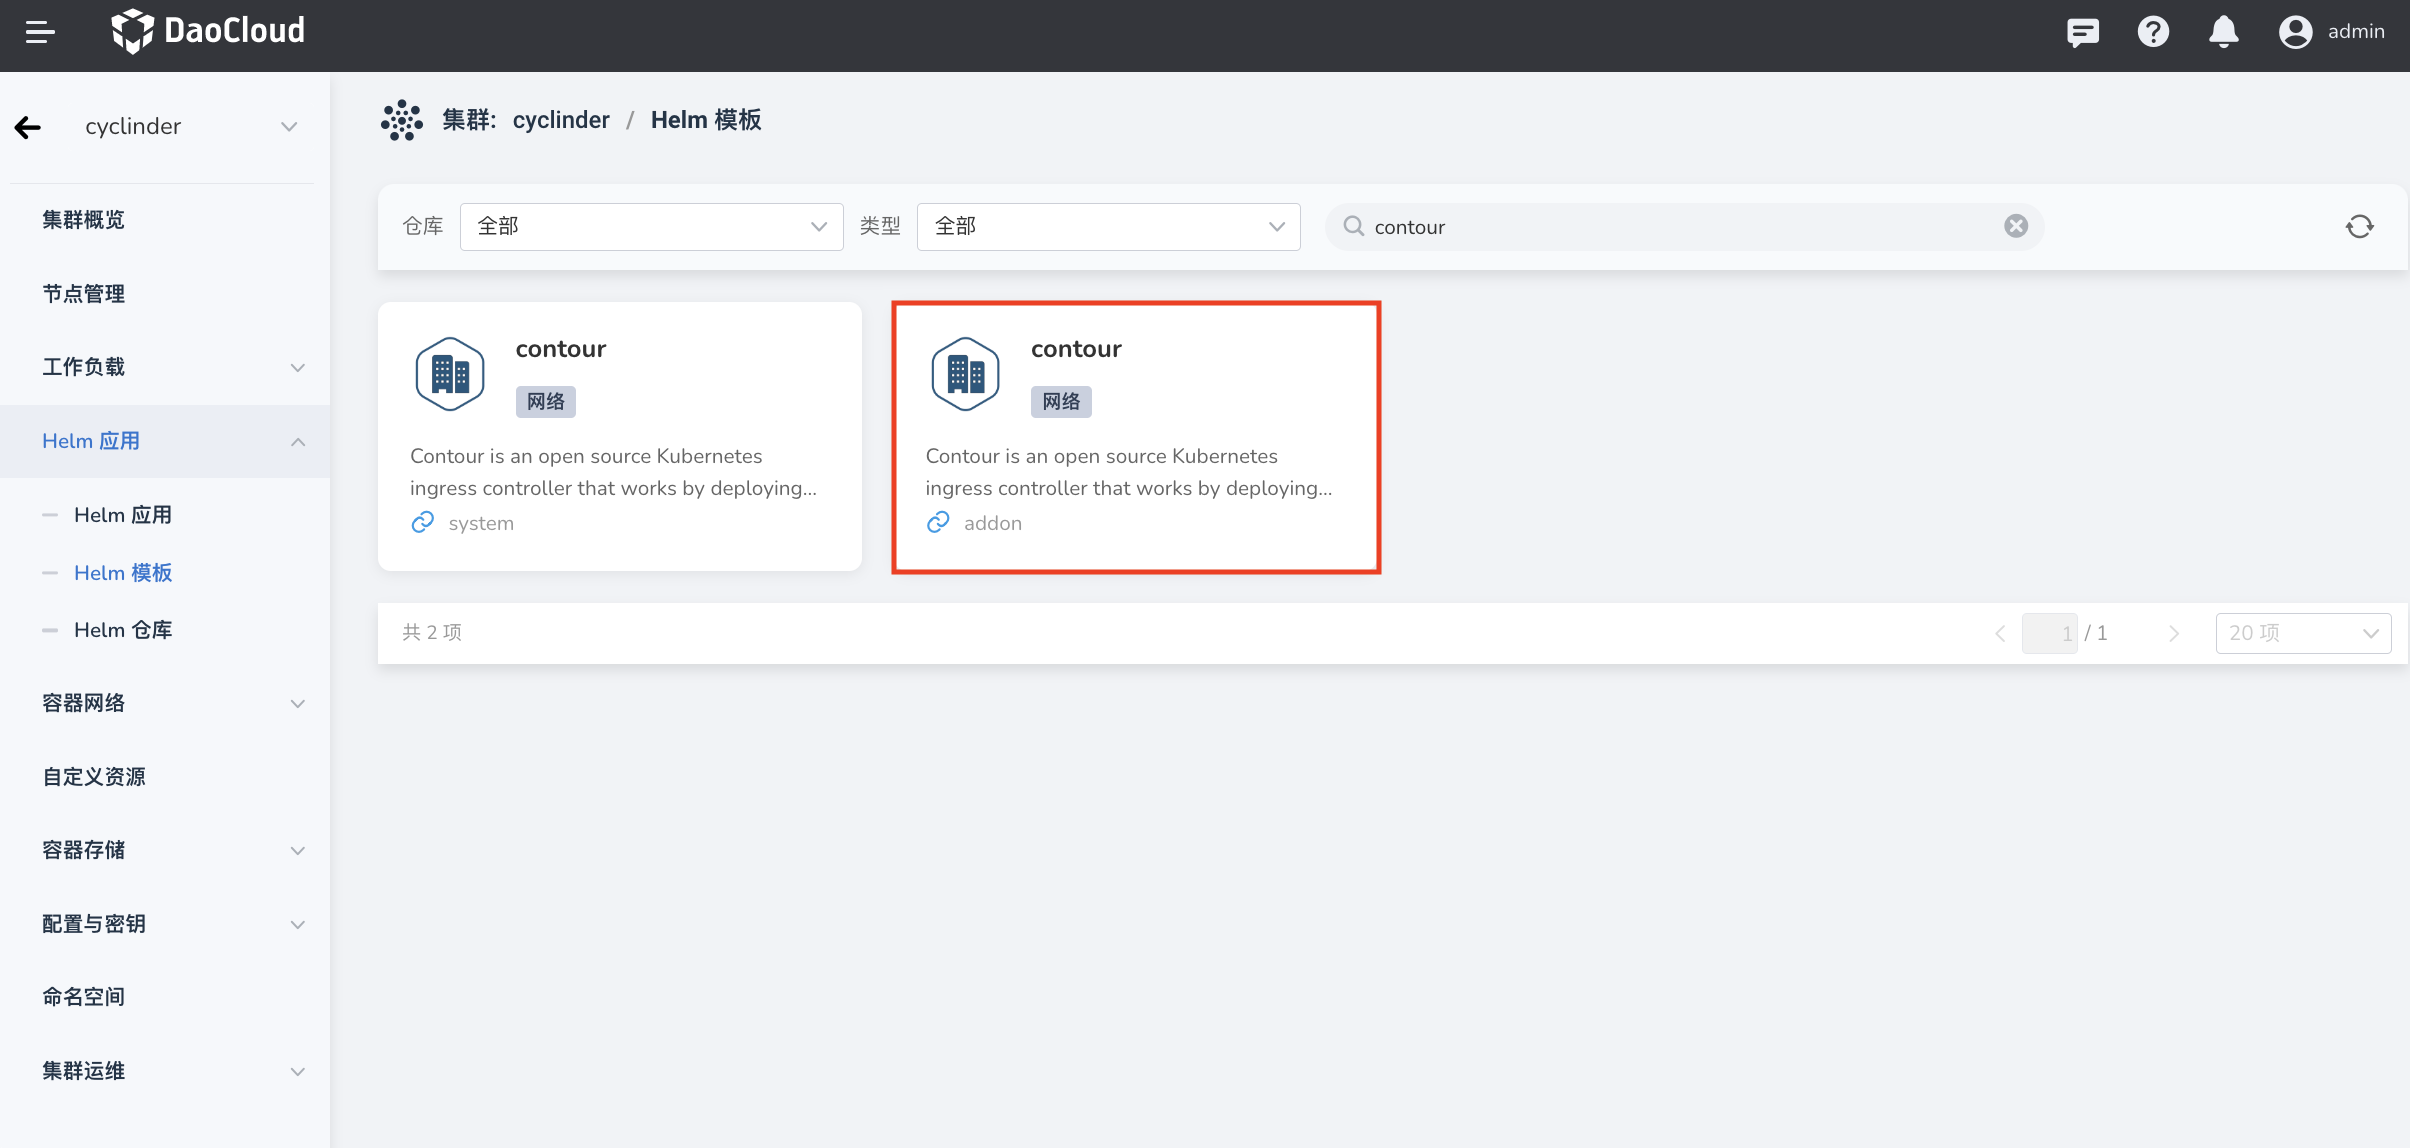 DaoCloud
admin
cyclinder
集群: cyclinder / Helm 模板
集群概览
节点管理
工作负载
Helm 应用
Helm 应用
Helm 模板
Helm 仓库
容器网络
自定义资源
容器存储
配置与密钥
命名空间
集群运维
仓库 全部 类型 全部 contour
contour
网络
Contour is an open source Kubernetes
ingress controller that works by deploying...
system
contour
网络
Contour is an open source Kubernetes
ingress controller that works by deploying...
addon
共 2 项
1 / 1
20 项